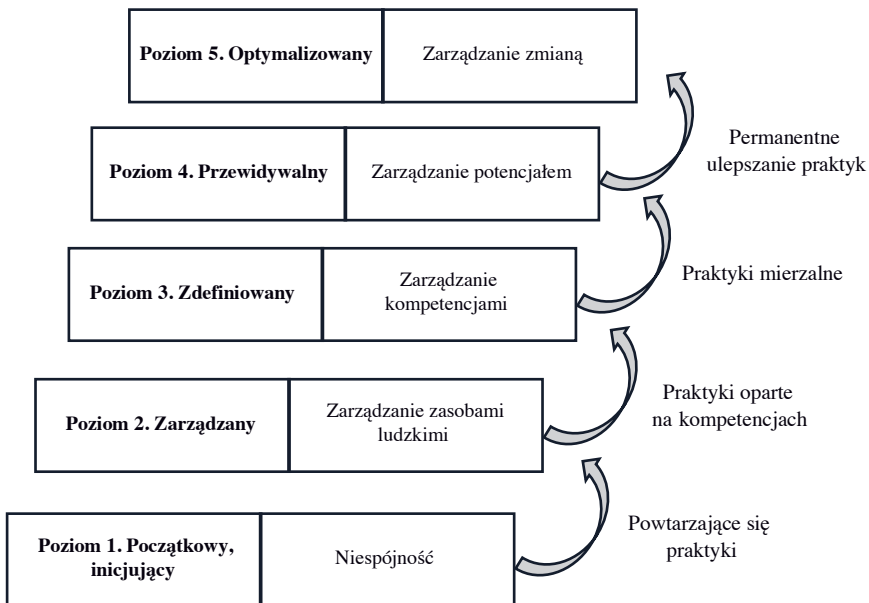 Poziom 5. Optymalizowany
Zarządzanie zmianą
Permanentne
ulepszanie praktyk
Poziom 4. Przewidywalny
Zarządzanie potencjałem
Praktyki mierzalne
Poziom 3. Zdefiniowany
Zarządzanie
kompetencjami
Praktyki oparte
na kompetencjach
Poziom 2. Zarządzany
Zarządzanie zasobami
ludzkimi
Powtarzające się
praktyki
Poziom 1. Początkowy,
inicjujący
Niespójność